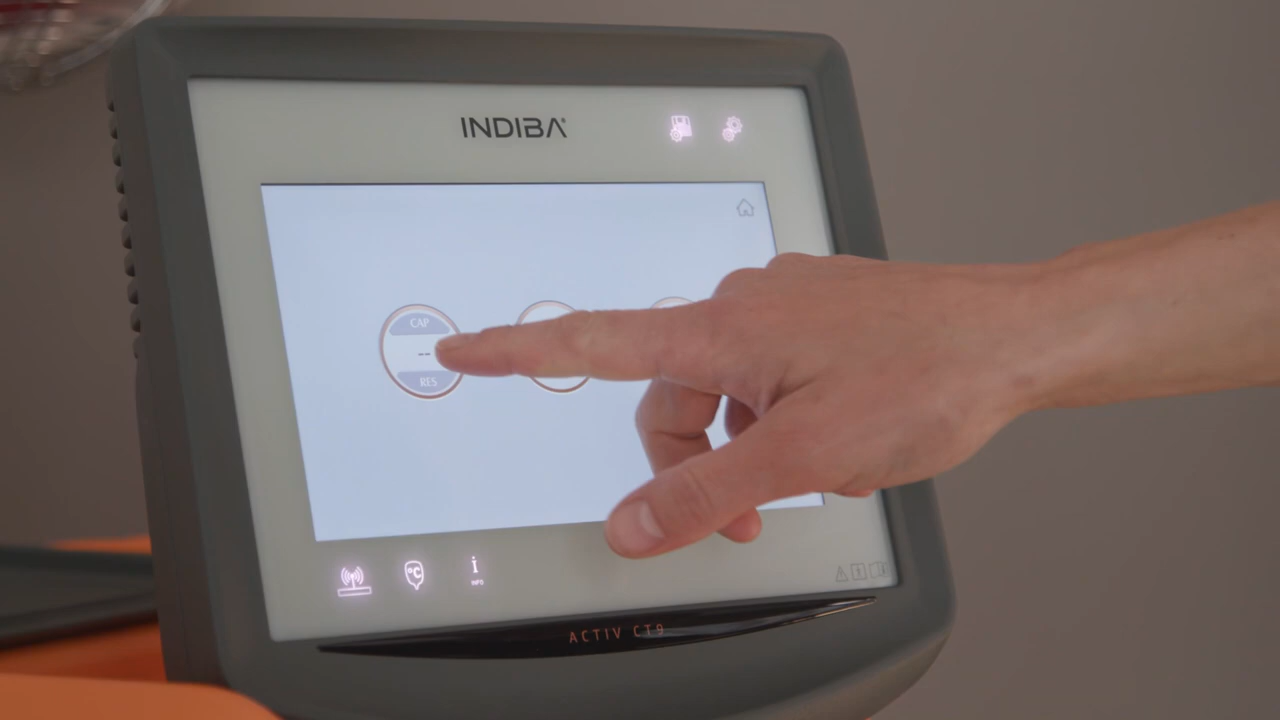 INDIBA®
CAP
--
RES
°C
i
INFO
ACTIV CT9